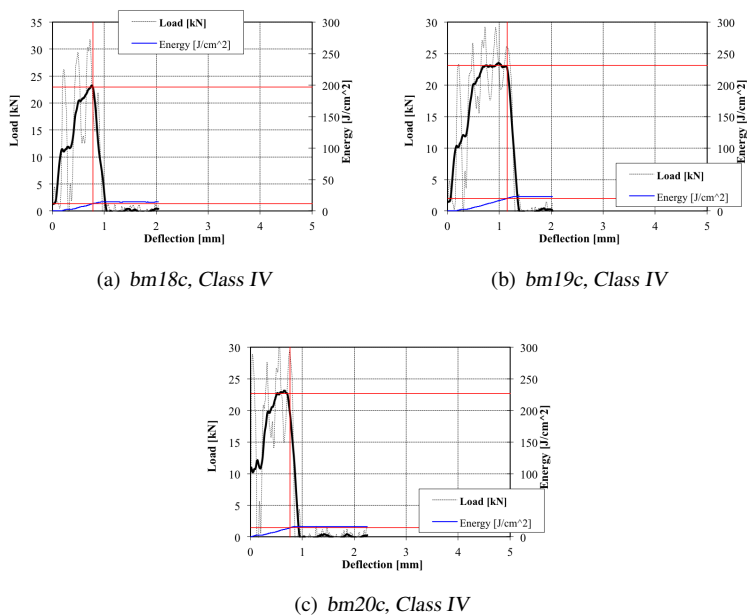 Load [kN]
Energy [J/cm^2]
35
30
25
20
15
10
5
0
Load [kN]
300
250
200
150
100
50
0
Energy [J/cm^2]
0 1 2 3 4 5
Deflection [mm]
(a) bm18c, Class IV
30
25
20
15
10
5
0
Load [kN]
300
250
200
150
100
50
0
Energy [J/cm^2]
Load [kN]
Energy [J/cm^2]
0 1 2 3 4 5
Deflection [mm]
(b) bm19c, Class IV
30
25
20
15
10
5
0
Load [kN]
300
250
200
150
100
Energy [J/cm^2]
Load [kN]
Energy [J/cm^2]
0 1 2 3 4 5
Deflection [mm]
(c) bm20c, Class IV